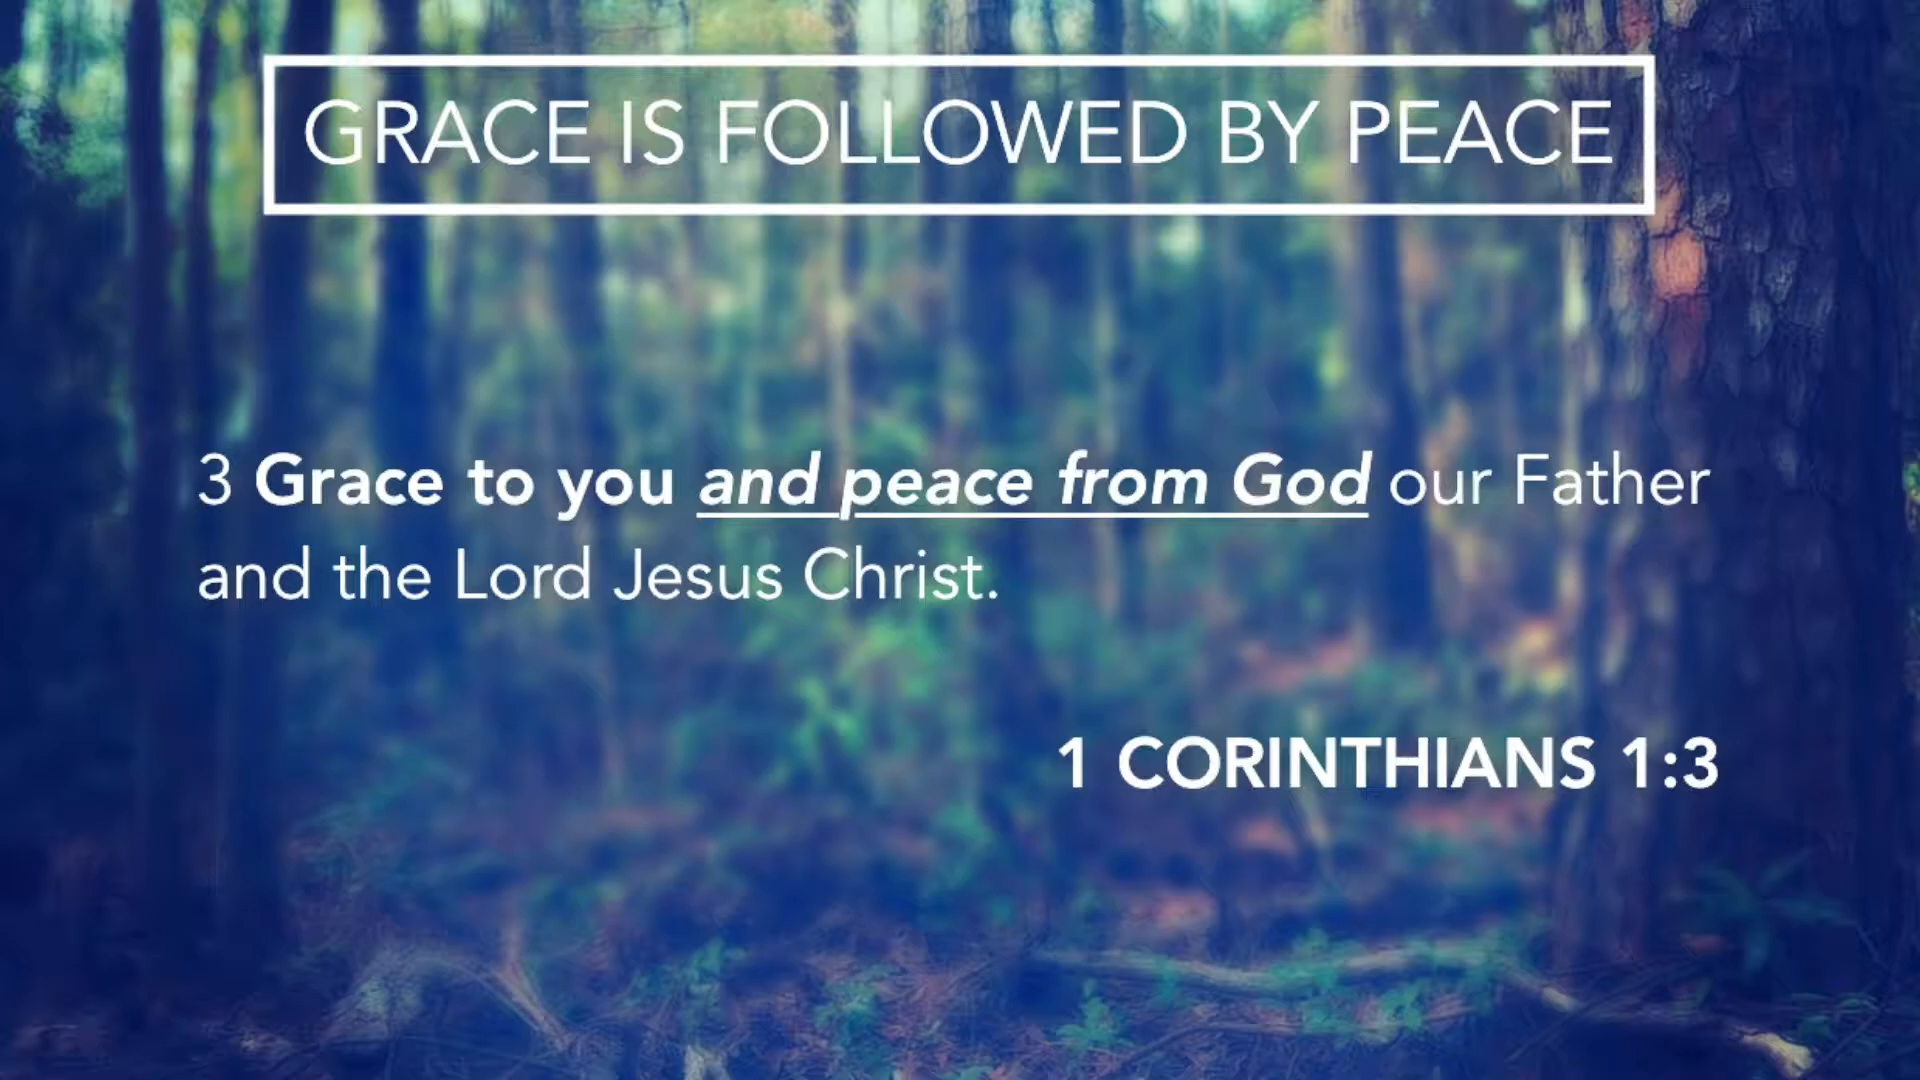 GRACE IS FOLLOWED BY PEACE
3 Grace to you and peace from God our Father
and the Lord Jesus Christ.
1 CORINTHIANS 1:3